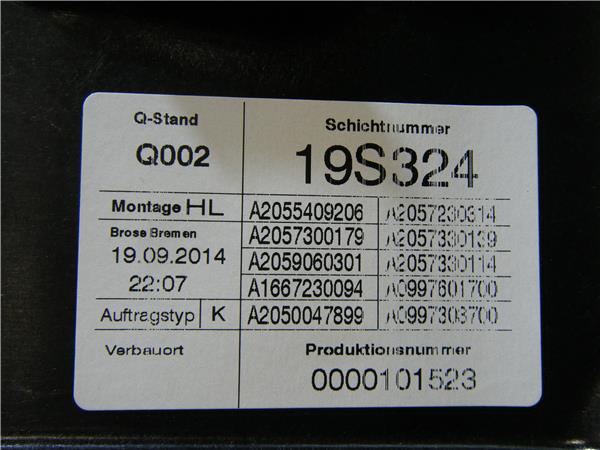 Q-Stand
Schichtnummer
Q002
19S324
Montage HL
A2055409206 A2057230314
Brose Bremen
A2057300179 A2057330139
19.09.2014
A2059060301 A2057330114
22:07
A1667230094 A0997601700
Auftragstyp K
A2050047899 A0997303700
Verbauort
Produktionsnummer
0000101523